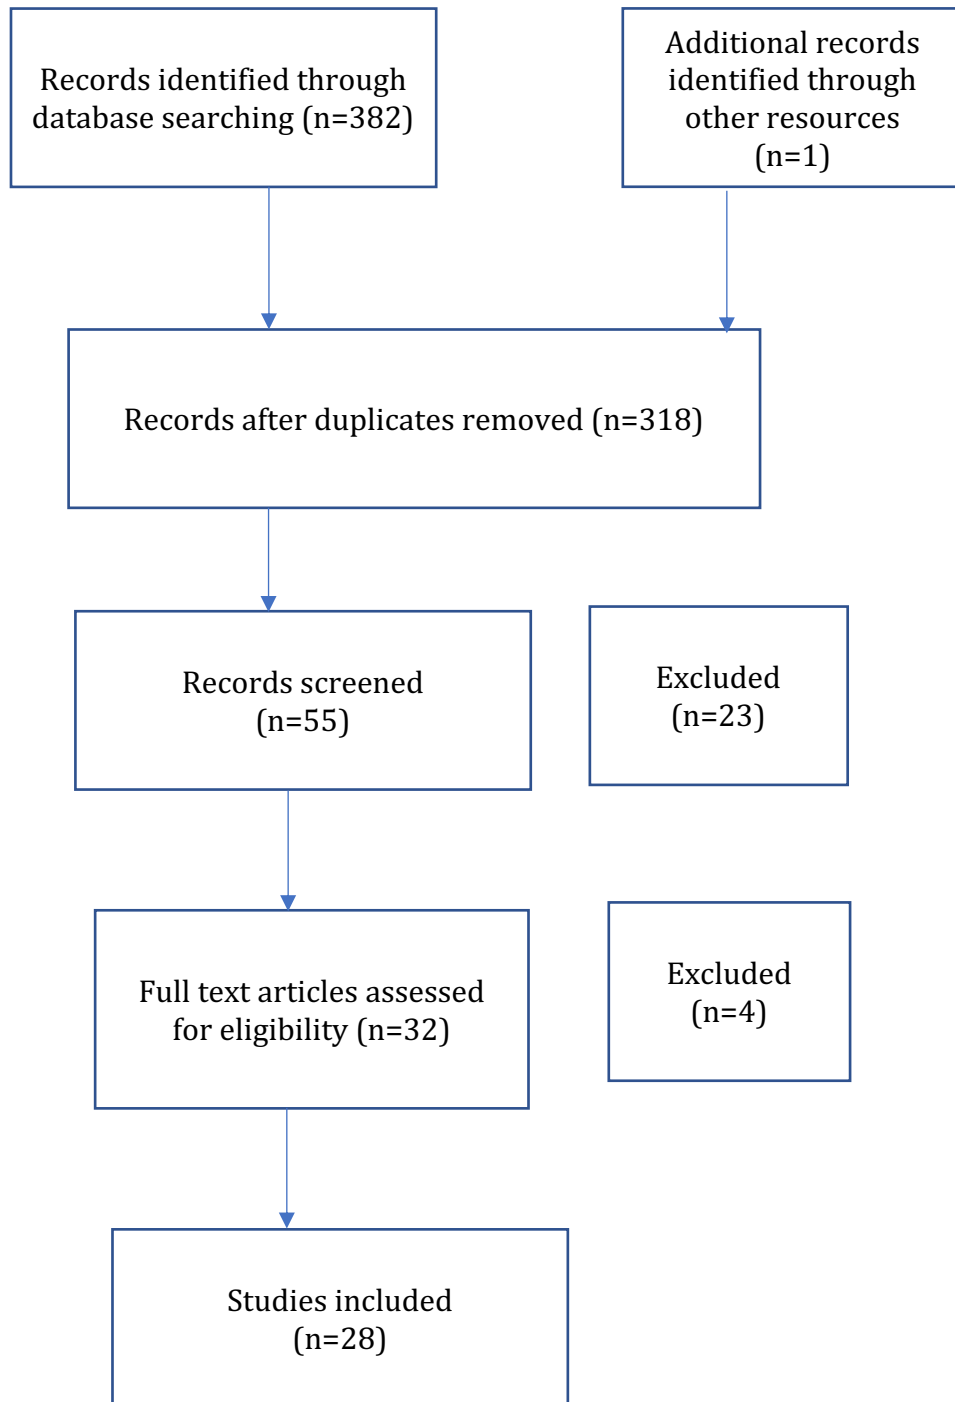 Records identified through
database searching (n=382)
Additional records
identified through
other resources
(n=1)
Records after duplicates removed (n=318)
Records screened
(n=55)
Excluded
(n=23)
Full text articles assessed
for eligibility (n=32)
Excluded
(n=4)
Studies included
(n=28)